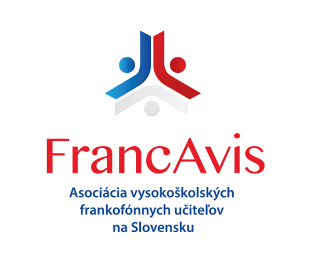 FrancAvis
Asociácia vysokoškolských
frankofónnych učiteľov
na Slovensku